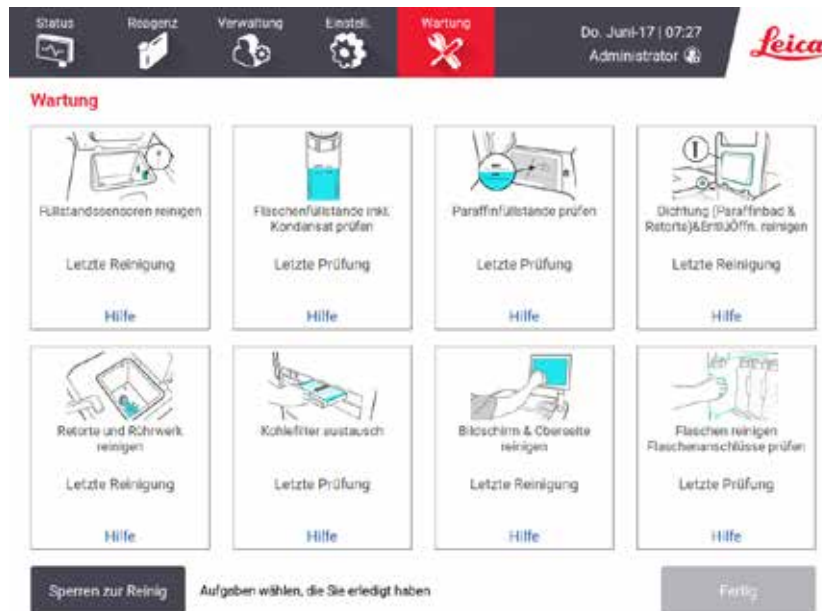 Status
Reagenz
Verwaltung
Einstell.
Wartung
Do. Juni-17 | 07:27
Administrator
Leica
Wartung
Füllstandssensoren reinigen
Letzte Reinigung
Hilfe
Flaschenfüllstände inkl.
Kondensat prüfen
Letzte Prüfung
Hilfe
Paraffinfüllstände prüfen
Letzte Prüfung
Hilfe
Dichtung (Paraffinbad &
Retorte)&Entlüöffn. reinigen
Letzte Reinigung
Hilfe
Retorte und Rührwerk
reinigen
Letzte Reinigung
Hilfe
Kohlefilter austausch
Letzte Prüfung
Hilfe
Bildschirm & Oberseite
reinigen
Letzte Reinigung
Hilfe
Flaschen reinigen
Flaschenanschlüsse prüfen
Letzte Prüfung
Hilfe
Sperren zur Reinig
Aufgaben wählen, die Sie erledigt haben
Fertig